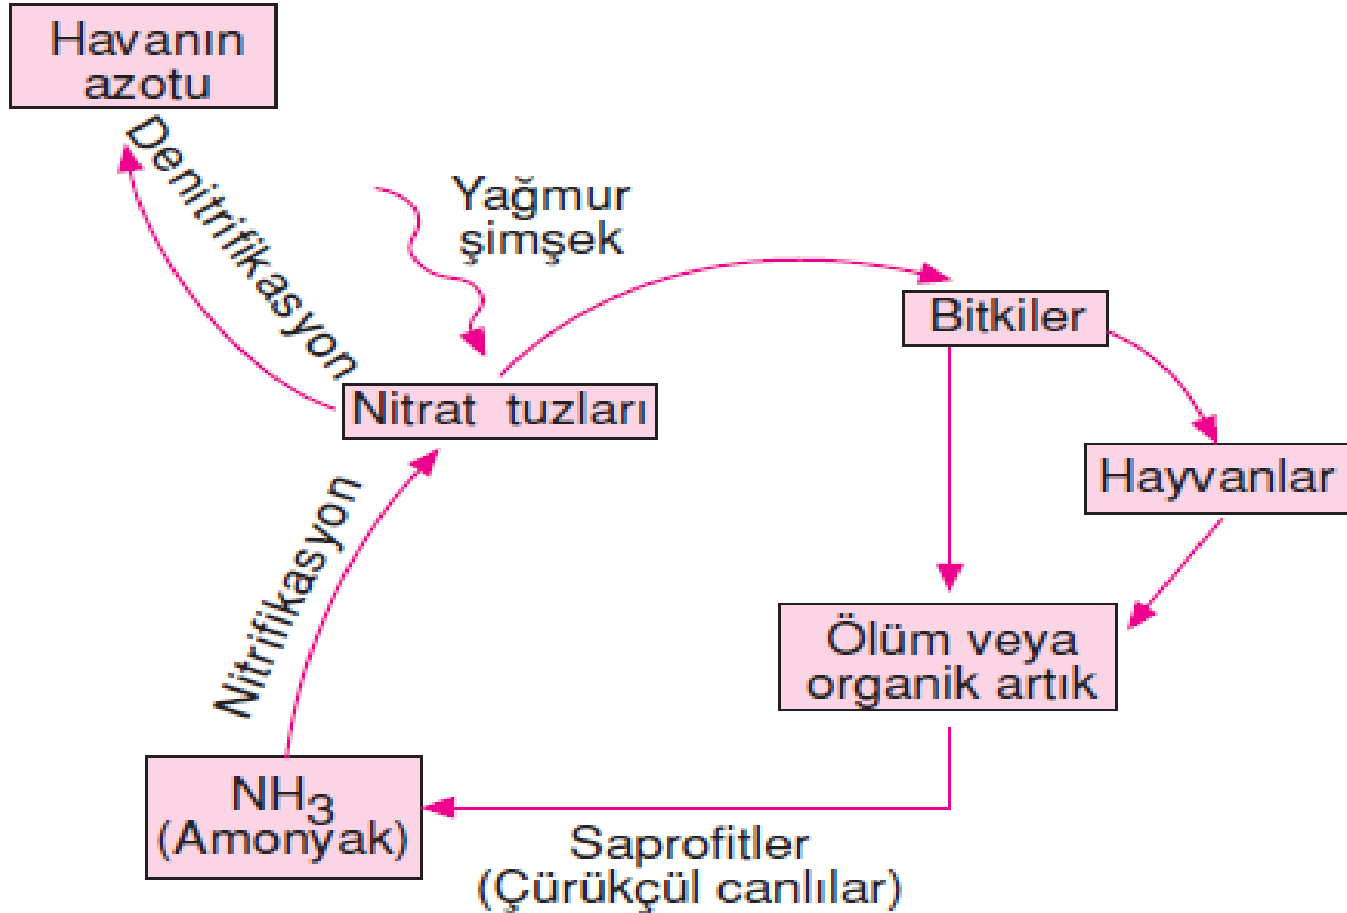 Havanın
azotu
Denitrifikasyon
Yağmur
şimşek
Bitkiler
Nitrat tuzları
Hayvanlar
Nitrifikasyon
Ölüm veya
organik artık
NH3
(Amonyak)
Saprofitler
(Çürükçül canlılar)